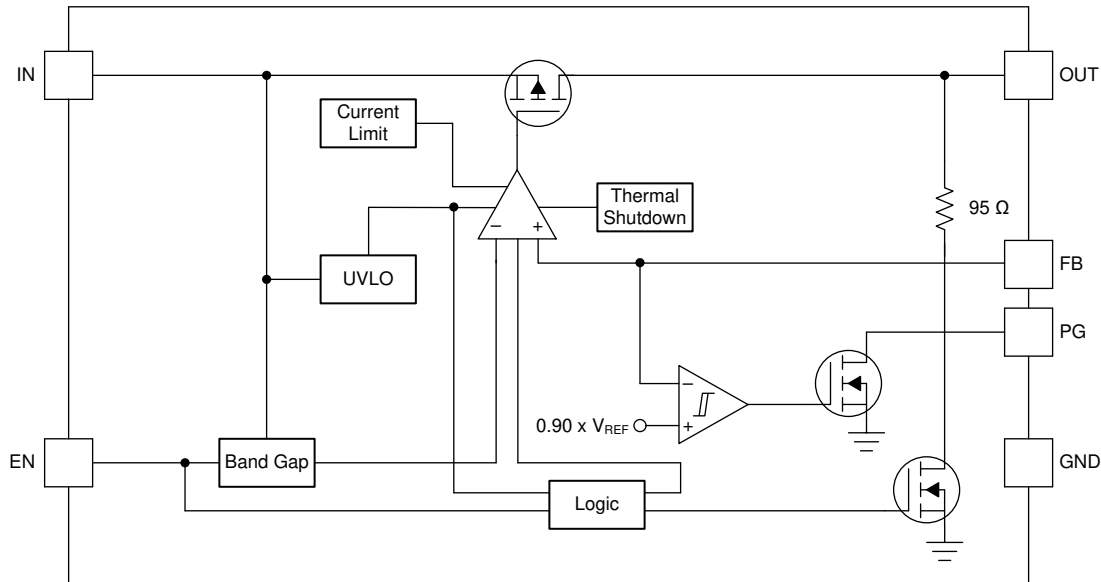 IN
OUT
Current
Limit
Thermal
Shutdown
95 Ω
− +
UVLO
FB
PG
−
0.90 x VREF
+
EN
Band Gap
GND
Logic